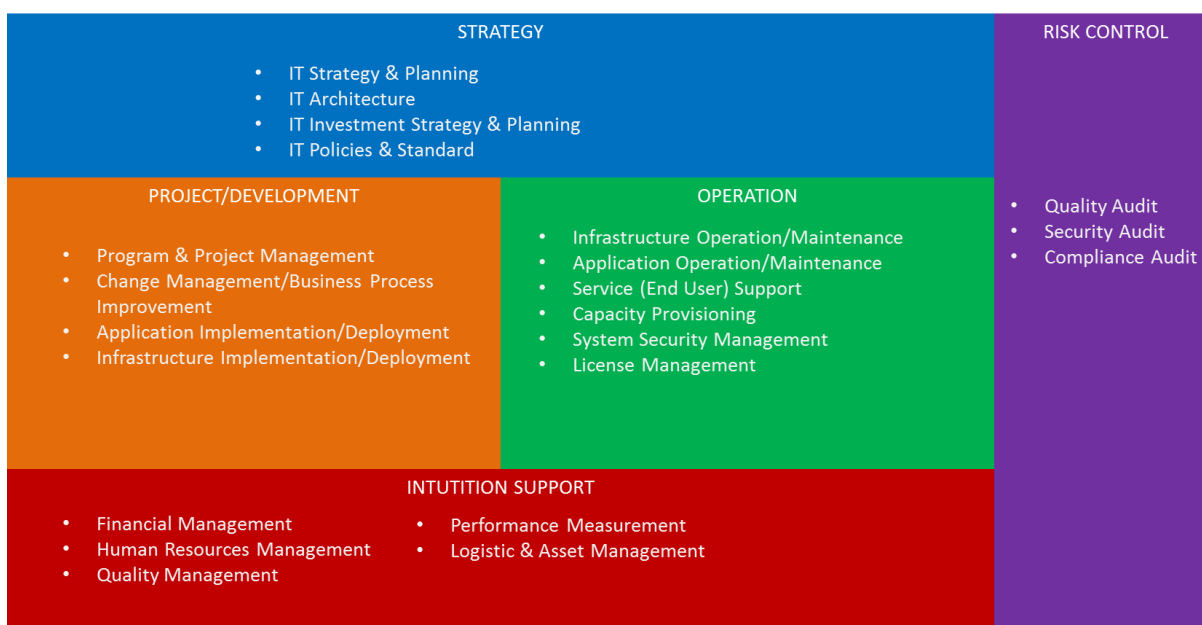 STRATEGY
• IT Strategy & Planning
• IT Architecture
• IT Investment Strategy & Planning
• IT Policies & Standard
RISK CONTROL
• Quality Audit
• Security Audit
• Compliance Audit
PROJECT/DEVELOPMENT
• Program & Project Management
• Change Management/Business Process
Improvement
• Application Implementation/Deployment
• Infrastructure Implementation/Deployment
OPERATION
• Infrastructure Operation/Maintenance
• Application Operation/Maintenance
• Service (End User) Support
• Capacity Provisioning
• System Security Management
• License Management
INTUTITION SUPPORT
• Financial Management
• Human Resources Management
• Quality Management
• Performance Measurement
• Logistic & Asset Management